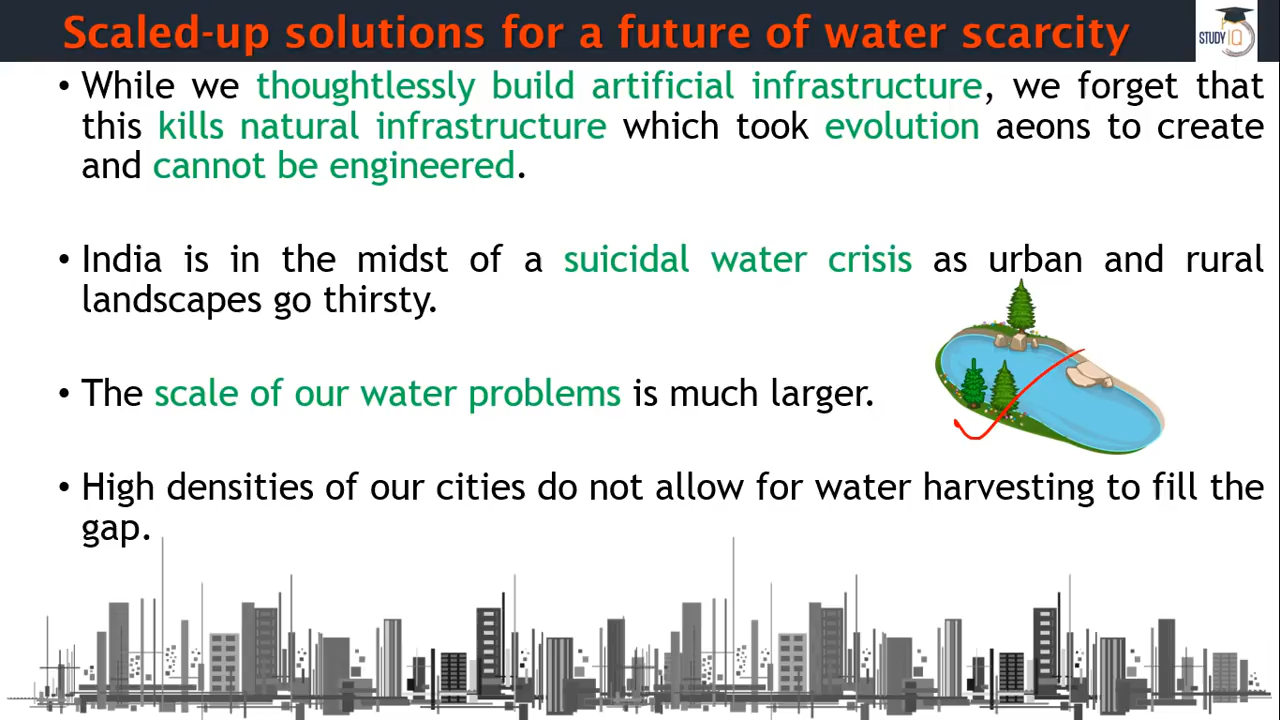 Scaled-up solutions for a future of water scarcity
STUDY IQ
• While we thoughtlessly build artificial infrastructure, we forget that
this kills natural infrastructure which took evolution aeons to create
and cannot be engineered.
• India is in the midst of a suicidal water crisis as urban and rural
landscapes go thirsty.
• The scale of our water problems is much larger.
• High densities of our cities do not allow for water harvesting to fill the
gap.